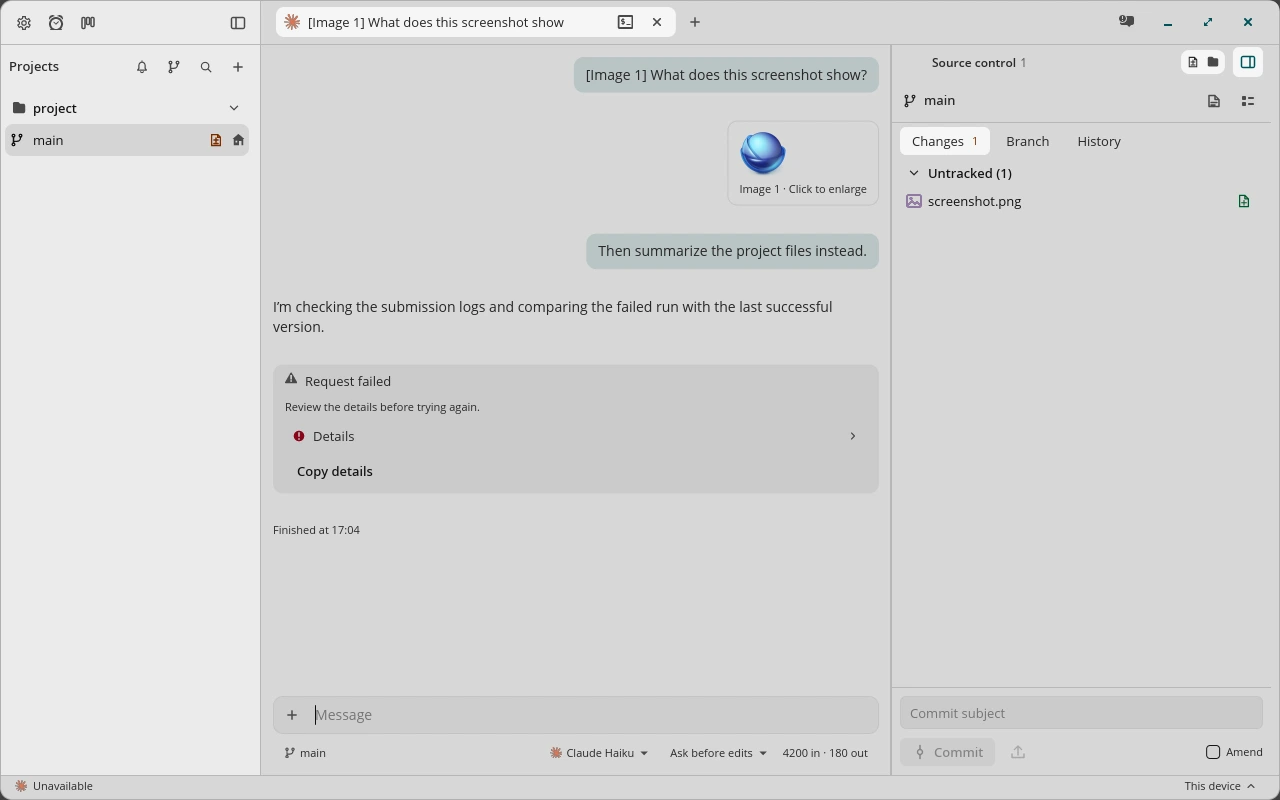 [Image 1] What does this screenshot show
Projects
project
main
[Image 1] What does this screenshot show?
Image 1 · Click to enlarge
Then summarize the project files instead.
I'm checking the submission logs and comparing the failed run with the last successful
version.
Request failed
Review the details before trying again.
Details
Copy details
Finished at 17:04
Message
main
Claude Haiku
Ask before edits
4200 in · 180 out
Source control 1
main
Changes 1
Branch
History
Untracked (1)
screenshot.png
Commit subject
Commit
Amend
Unavailable
This device